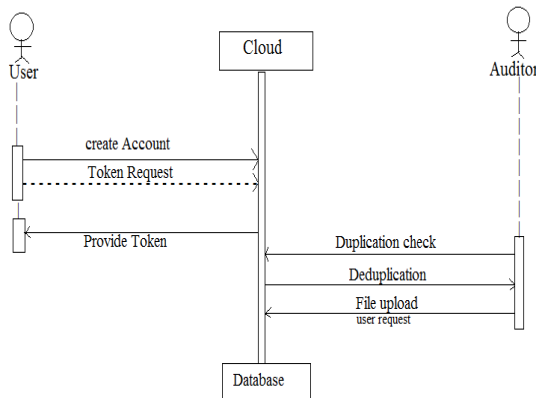 Cloud
User
Auditor
create Account
Token Request
Provide Token
Duplication check
Deduplication
File upload
user request
Database